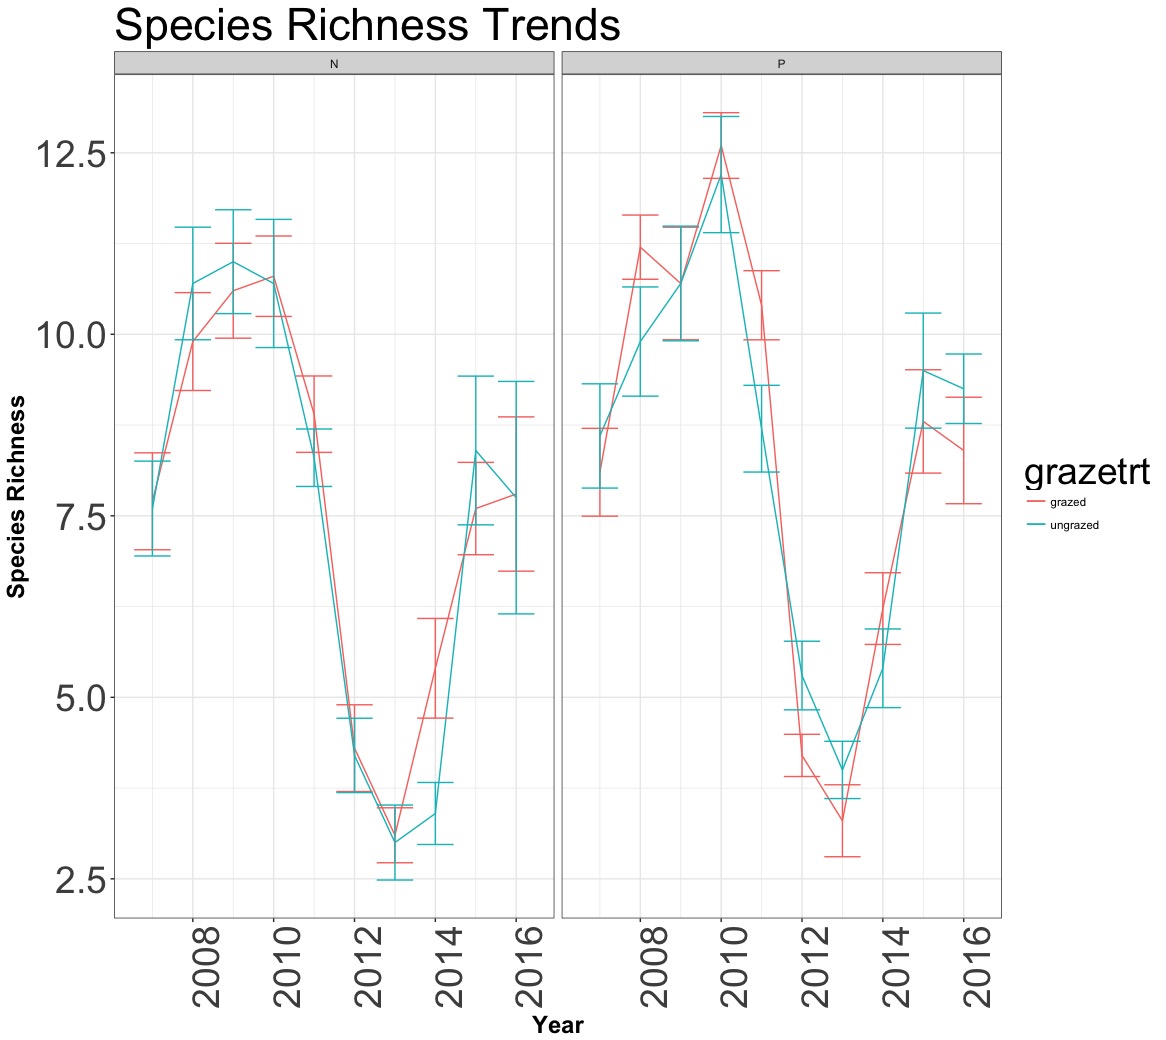 Species Richness Trends
N
P
Species Richness
12.5
10.0
7.5
5.0
2.5
2008
2010
2012
2014
2016
2008
2010
2012
2014
2016
Year
grazetrt
grazed
ungrazed